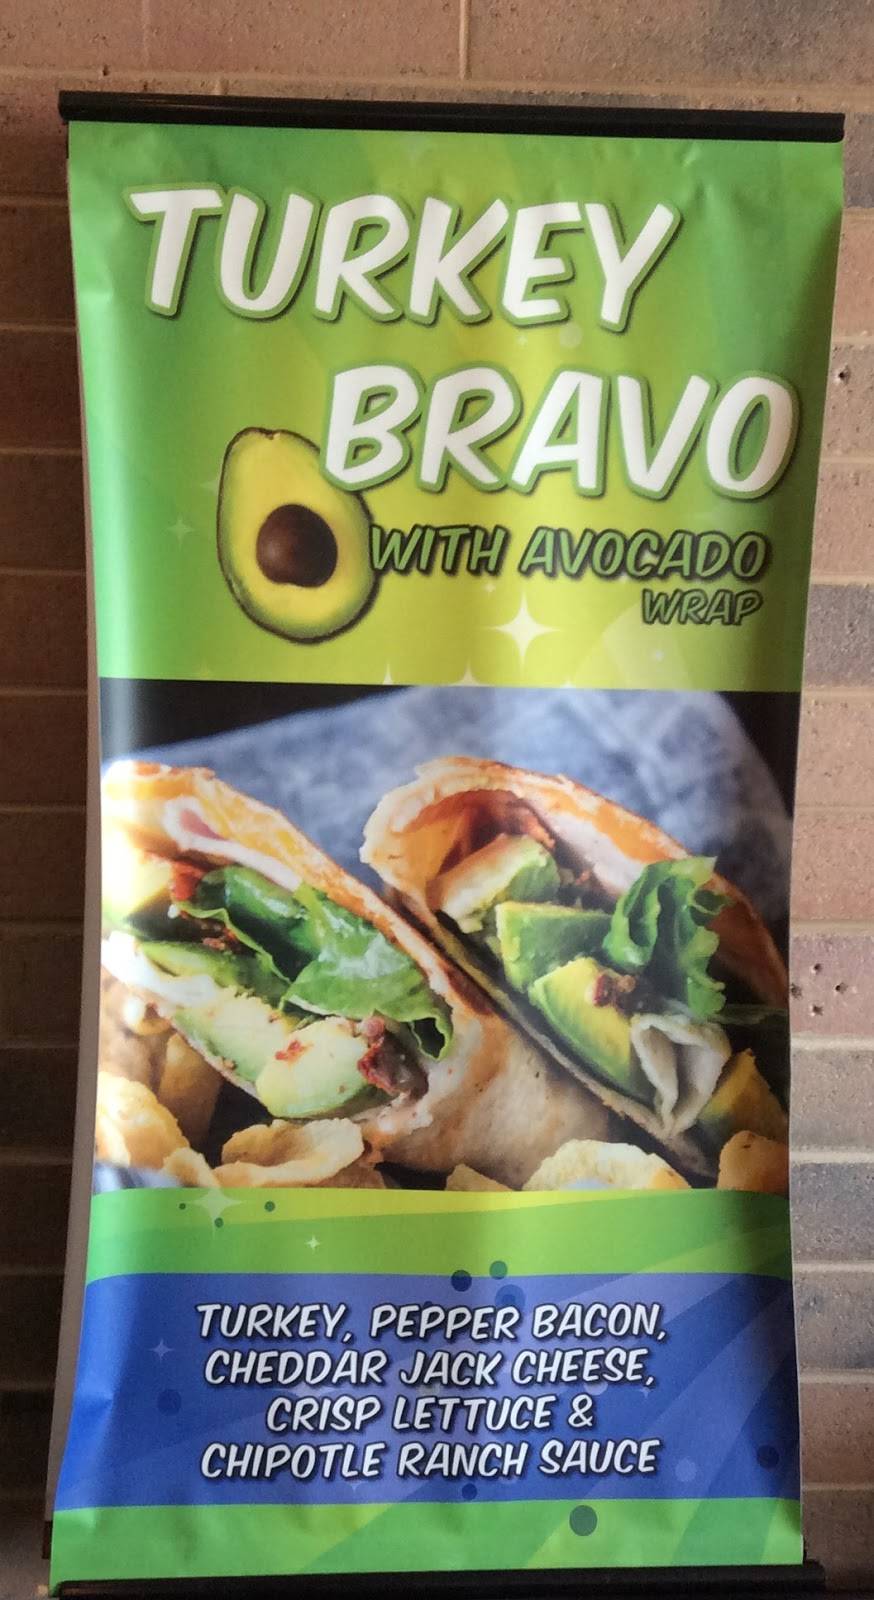 TURKEY
BRAVO
WITH AVOCADO
WRAP
TURKEY, PEPPER BACON,
CHEDDAR JACK CHEESE,
CRISP LETTUCE &
CHIPOTLE RANCH SAUCE